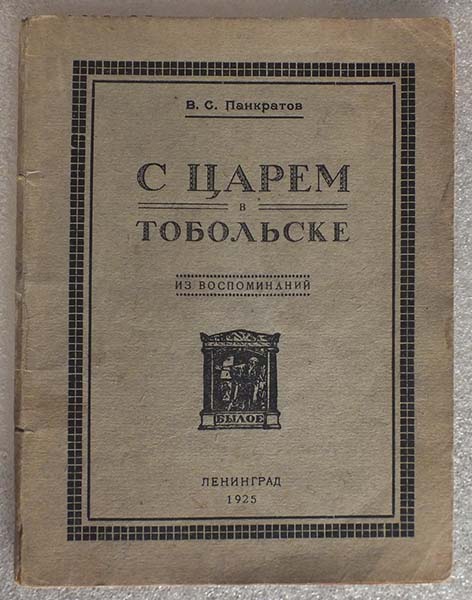 В. С. Панкратов
С ЦАРЕМ
в
ТОБОЛЬСКЕ
ИЗ ВОСПОМИНАНИЙ
БЫЛОЕ
ЛЕНИНГРАД
1925